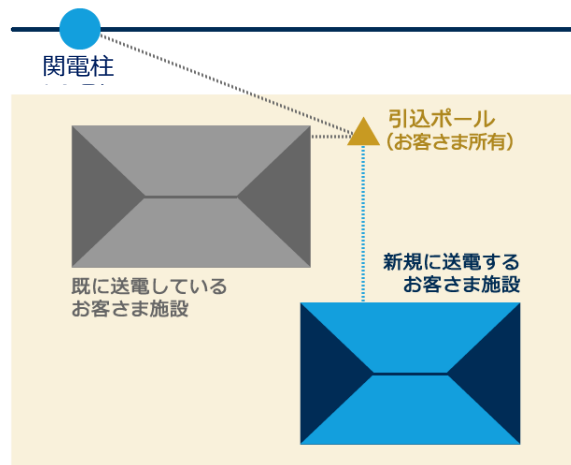 関電柱
引込ポール
（お客さま所有）
新規に送電する
お客さま施設
既に送電している
お客さま施設